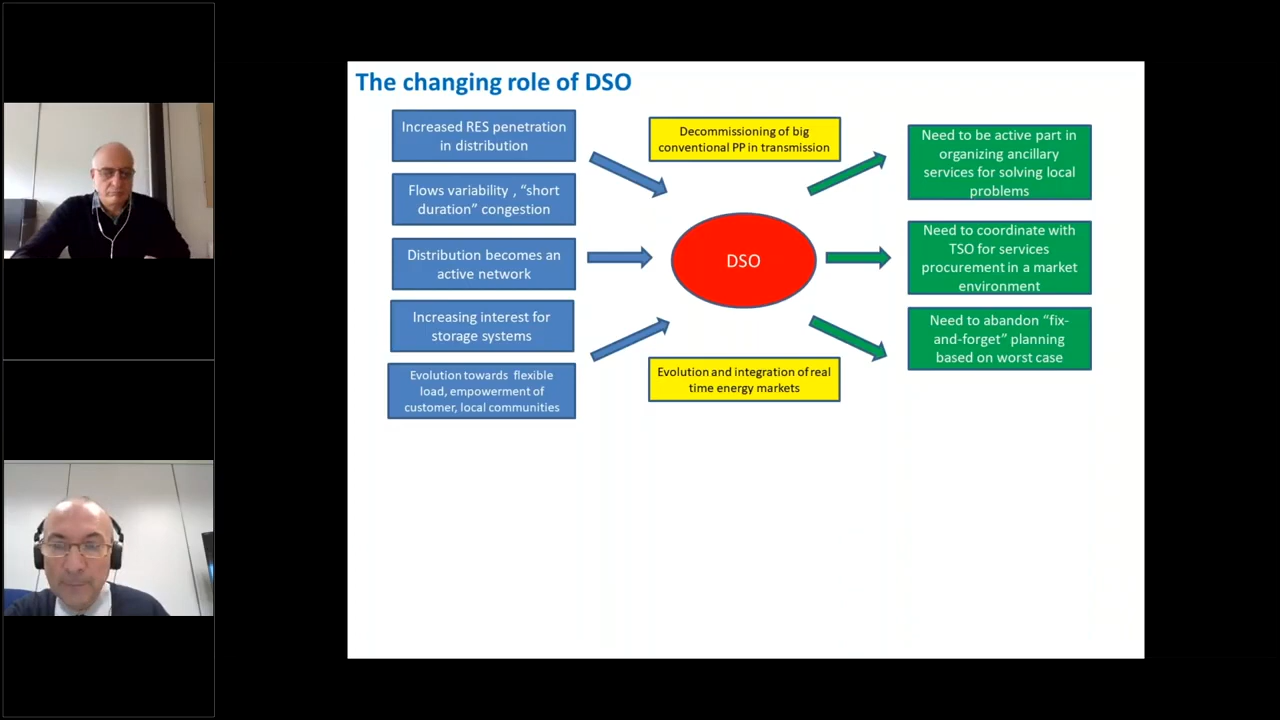 The changing role of DSO
Increased RES penetration
in distribution
Flows variability , “short
duration” congestion
Distribution becomes an
active network
Increasing interest for
storage systems
Evolution towards flexible
load, empowerment of
customer, local communities
Decommissioning of big
conventional PP in transmission
DSO
Evolution and integration of real
time energy markets
Need to be active part in
organizing ancillary
services for solving local
problems
Need to coordinate with
TSO for services
procurement in a market
environment
Need to abandon “fix-
and-forget” planning
based on worst case